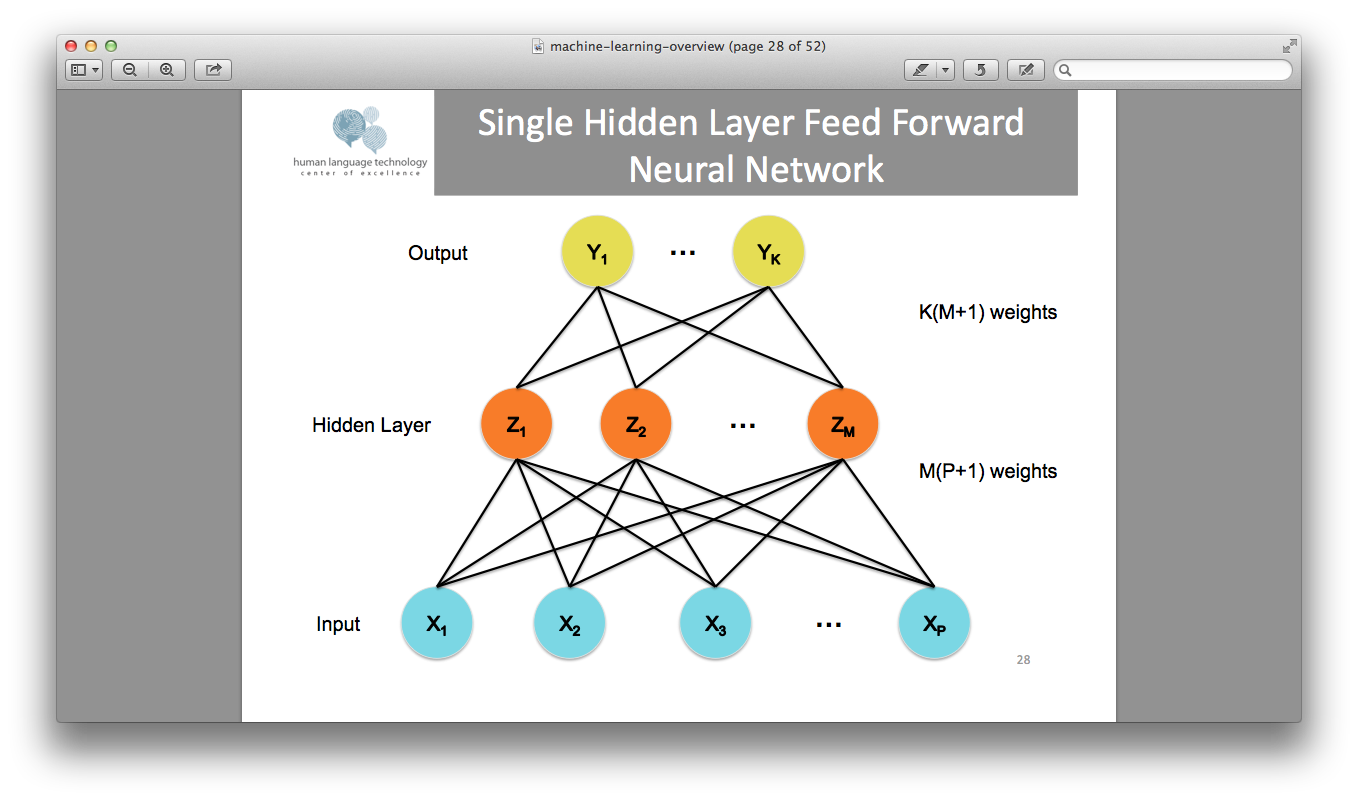 machine-learning-overview (page 28 of 52)
human language technology
center of excellence
Single Hidden Layer Feed Forward
Neural Network
Output
Y1
...
YK
K(M+1) weights
Hidden Layer
Z1
Z2
...
ZM
M(P+1) weights
Input
X1
X2
X3
...
XP
28